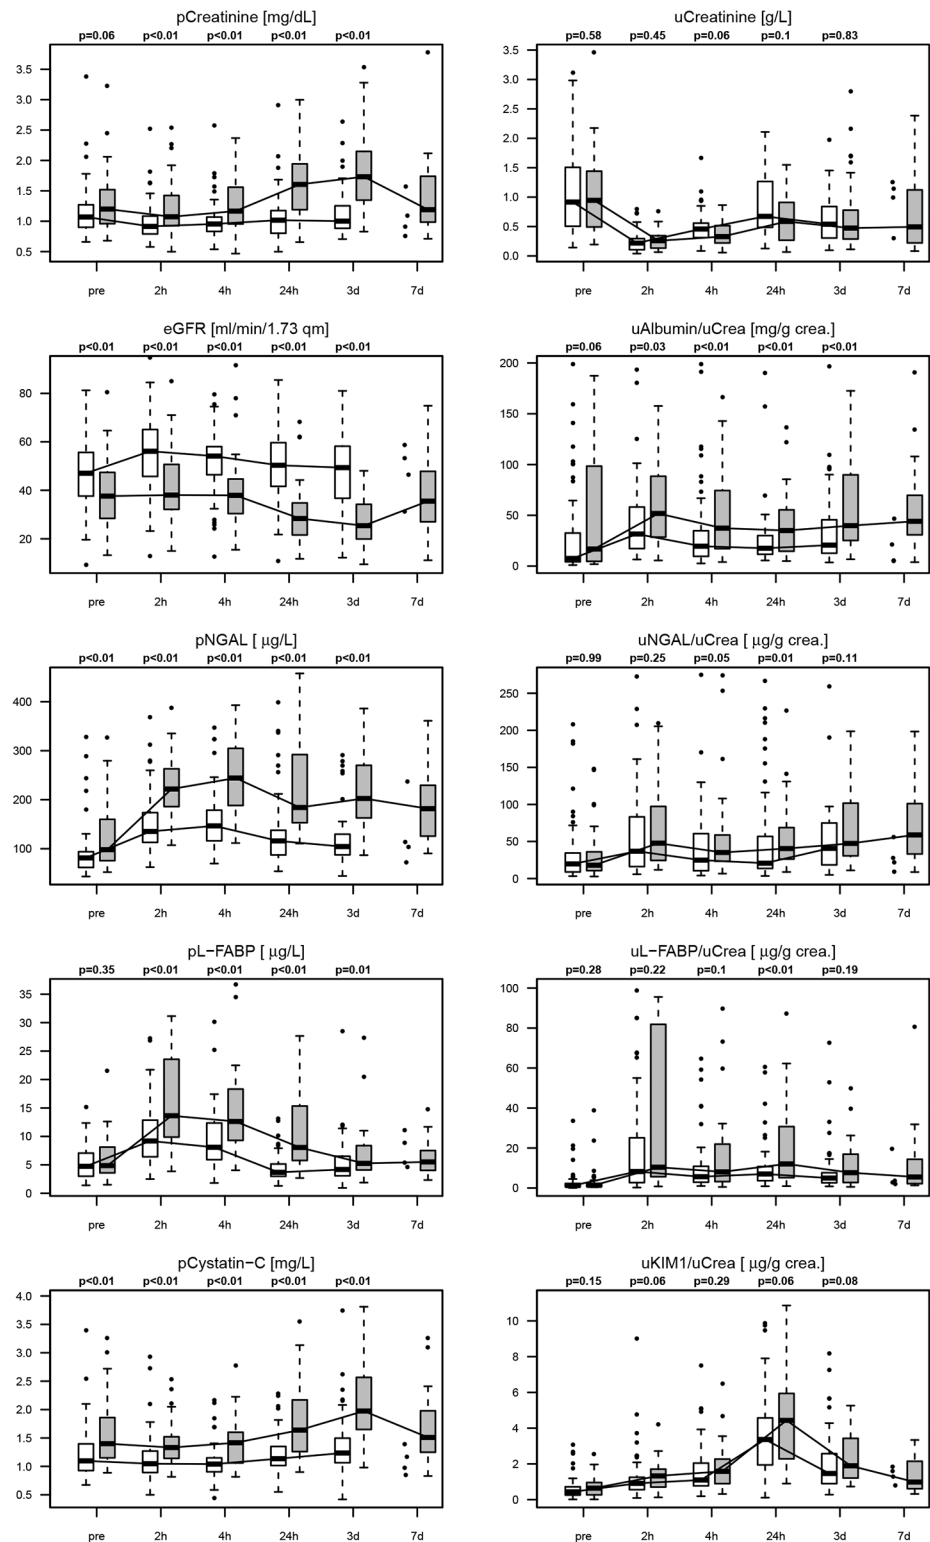 pCreatinine [mg/dL]
p=0.06 p<0.01 p<0.01 p<0.01 p<0.01
3.5
3.0
2.5
2.0
1.5
1.0
0.5
pre 2h 4h 24h 3d 7d
uCreatinine [g/L]
p=0.58 p=0.45 p=0.06 p=0.1 p=0.83
3.5
3.0
2.5
2.0
1.5
1.0
0.5
0.0
pre 2h 4h 24h 3d 7d
eGFR [ml/min/1.73 qm]
p<0.01 p<0.01 p<0.01 p<0.01 p<0.01
80
60
40
20
pre 2h 4h 24h 3d 7d
uAlbumin/uCrea [mg/g crea.]
p=0.06 p=0.03 p<0.01 p<0.01 p<0.01
200
150
100
50
0
pre 2h 4h 24h 3d 7d
pNGAL [ µg/L]
p<0.01 p<0.01 p<0.01 p<0.01 p<0.01
400
300
200
100
pre 2h 4h 24h 3d 7d
uNGAL/uCrea [ µg/g crea.]
p=0.99 p=0.25 p=0.05 p=0.01 p=0.11
250
200
150
100
50
0
pre 2h 4h 24h 3d 7d
pL−FABP [ µg/L]
p=0.35 p<0.01 p<0.01 p<0.01 p=0.01
35
30
25
20
15
10
5
0
pre 2h 4h 24h 3d 7d
uL−FABP/uCrea [ µg/g crea.]
p=0.28 p=0.22 p=0.1 p<0.01 p=0.19
100
80
60
40
20
0
pre 2h 4h 24h 3d 7d
pCystatin−C [mg/L]
p<0.01 p<0.01 p<0.01 p<0.01 p<0.01
4.0
3.5
3.0
2.5
2.0
1.5
1.0
0.5
pre 2h 4h 24h 3d 7d
uKIM1/uCrea [ µg/g crea.]
p=0.15 p=0.06 p=0.29 p=0.06 p=0.08
10
8
6
4
2
0
pre 2h 4h 24h 3d 7d